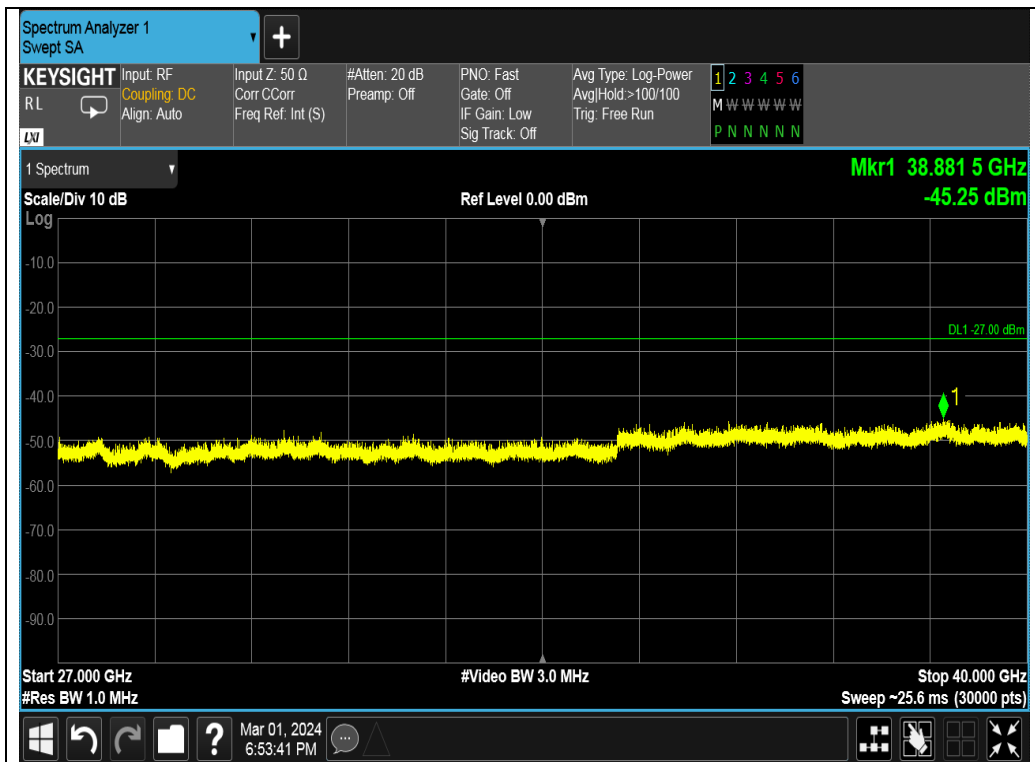 Spectrum Analyzer 1
Swept SA
+
KEYSIGHT
RL
LXI
Input: RF
Coupling: DC
Align: Auto
Input Z: 50 Ω
Corr CCorr
Freq Ref: Int (S)
#Atten: 20 dB
Preamp: Off
PNO: Fast
Gate: Off
IF Gain: Low
Sig Track: Off
Avg Type: Log-Power
Avg|Hold:>100/100
Trig: Free Run
1 2 3 4 5 6
M W W W W W
P N N N N N
1 Spectrum
Mkr1 38.881 5 GHz
-45.25 dBm
Scale/Div 10 dB
Ref Level 0.00 dBm
Log
-10.0
-20.0
DL1 -27.00 dBm
-30.0
-40.0
1
-50.0
-60.0
-70.0
-80.0
-90.0
Start 27.000 GHz
#Video BW 3.0 MHz
Stop 40.000 GHz
#Res BW 1.0 MHz
Sweep ~25.6 ms (30000 pts)
?
Mar 01, 2024
6:53:41 PM